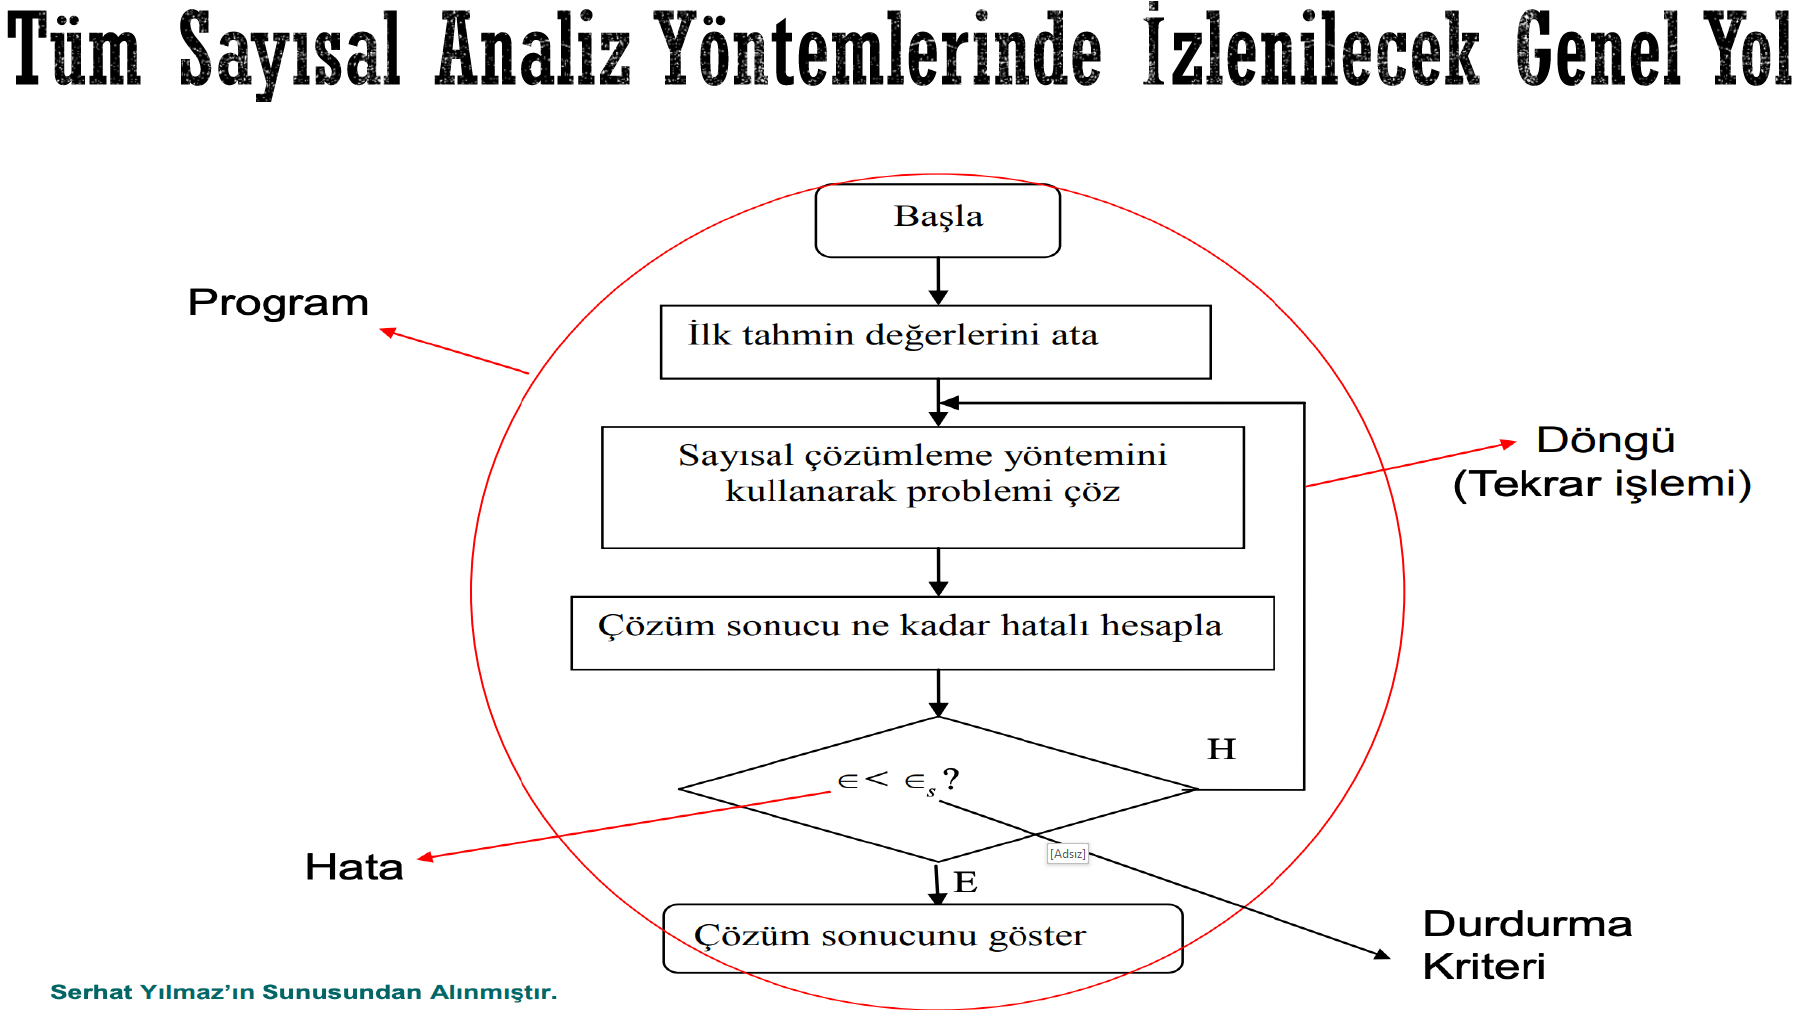 Tüm Sayısal Analiz Yöntemlerinde İzlenilecek Genel Yol
Başla
Program
İlk tahmin değerlerini ata
Döngü
(Tekrar işlemi)
Sayısal çözümleme yöntemini
kullanarak problemi çöz
Çözüm sonucu ne kadar hatalı hesapla
H
∈< ∈s?
[Adsız]
Hata
E
Çözüm sonucunu göster
Durdurma
Kriteri
Serhat Yılmaz’ın Sunusundan Alınmıştır.